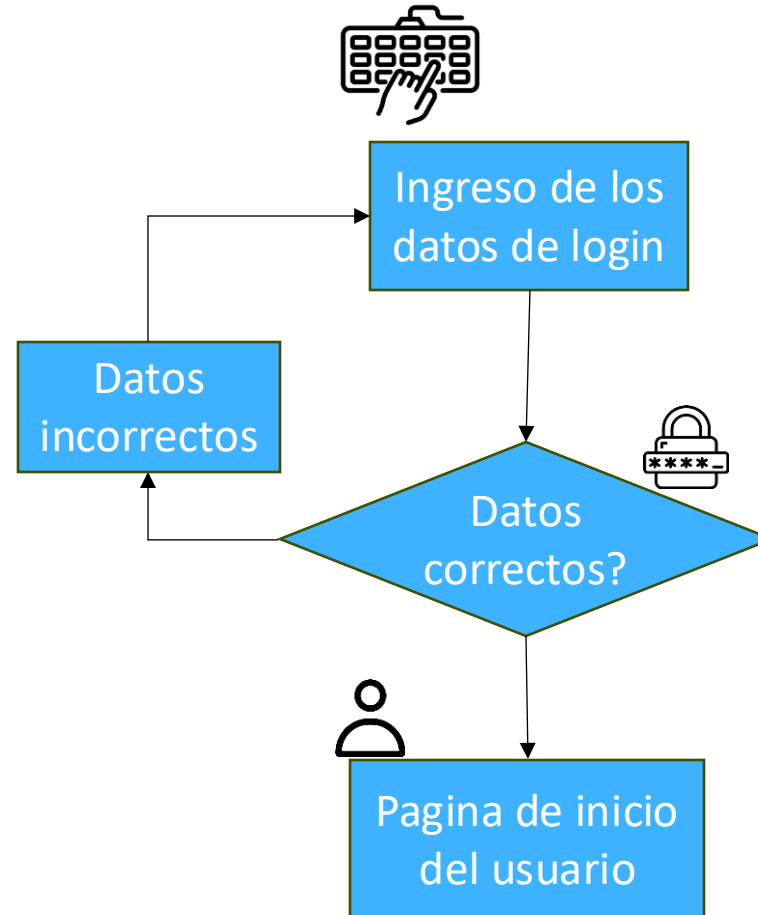 Ingreso de los
datos de login
Datos
incorrectos
****_
Datos
correctos?
Pagina de inicio
del usuario